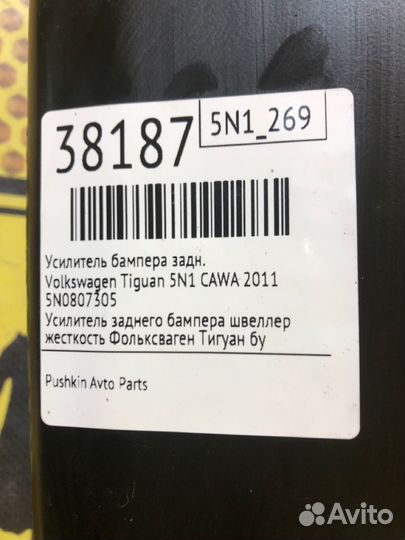 38187
5N1_269
Усилитель бампера задн.
Volkswagen Tiguan 5N1 CAWA 2011
5N0807305
Усилитель заднего бампера швеллер
жесткость Фольксваген Тигуан бу
Pushkin Avto Parts
Avito